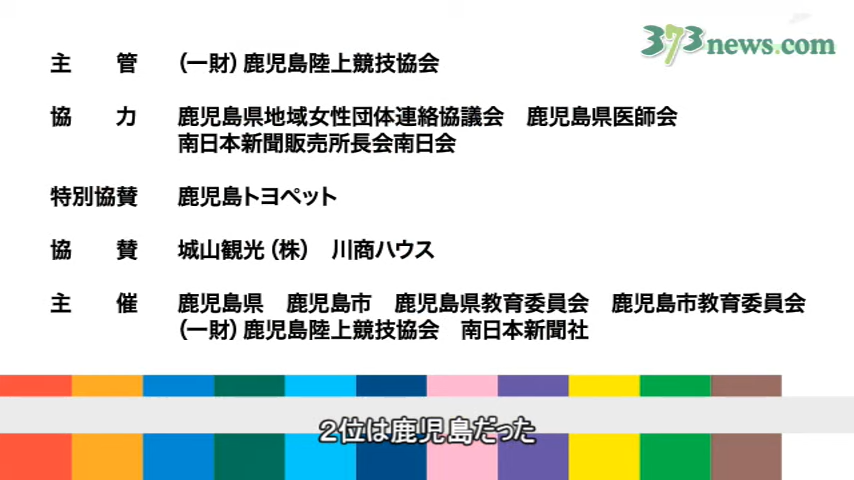 373news.com
主　管　（一財）鹿児島陸上競技協会
協　力　鹿児島県地域女性団体連絡協議会　鹿児島県医師会
南日本新聞販売所長会南日会
特別協賛　鹿児島トヨペット
協　賛　城山観光（株）　川商ハウス
主　催　鹿児島県　鹿児島市　鹿児島県教育委員会　鹿児島市教育委員会
（一財）鹿児島陸上競技協会　南日本新聞社
２位は鹿児島だった